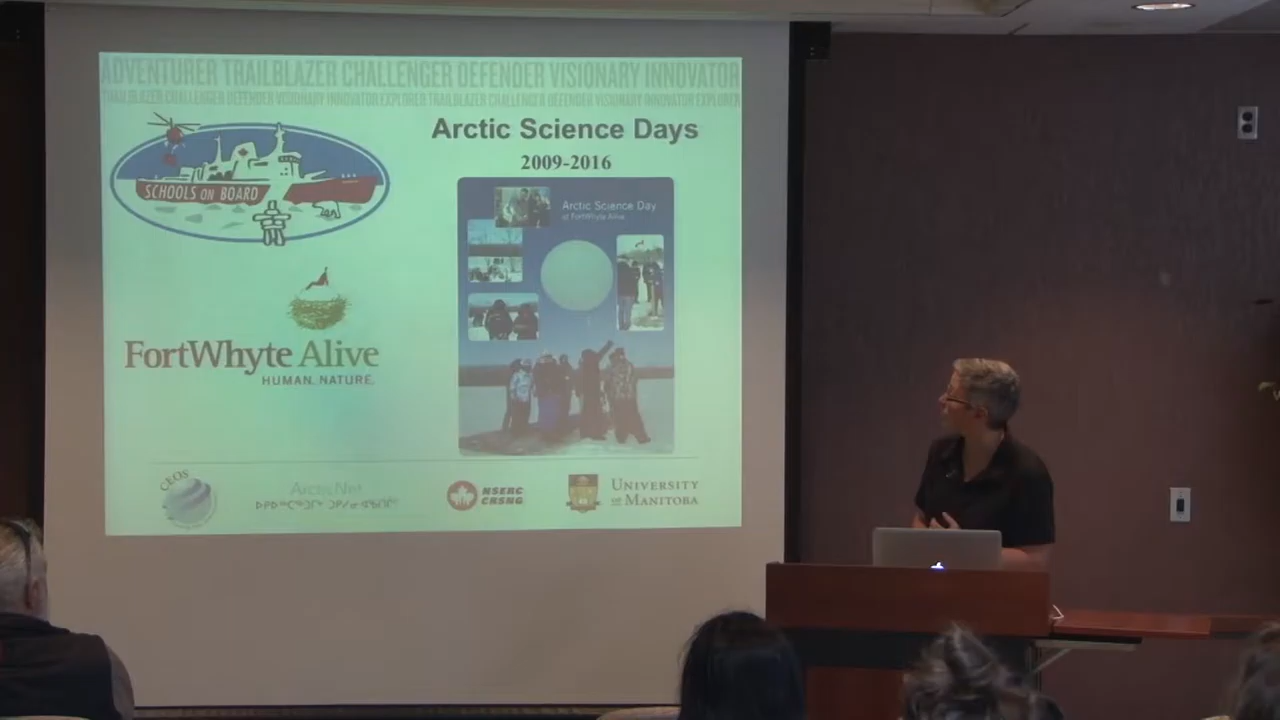 ADVENTURER TRAILBLAZER CHALLENGER DEFENDER VISIONARY INNOVATOR
TRAILBLAZER CHALLENGER DEFENDER VISIONARY INNOVATOR EXPLORER TRAILBLAZER CHALLENGER DEFENDER VISIONARY INNOVATOR EXPLORER
Arctic Science Days
2009-2016
SCHOOLS ON BOARD
Arctic Science Day
at FortWhyte Alive
FortWhyte Alive
HUMAN. NATURE.
CEOS
ArcticNet
NSERC
CRSNG
UNIVERSITY
OF MANITOBA